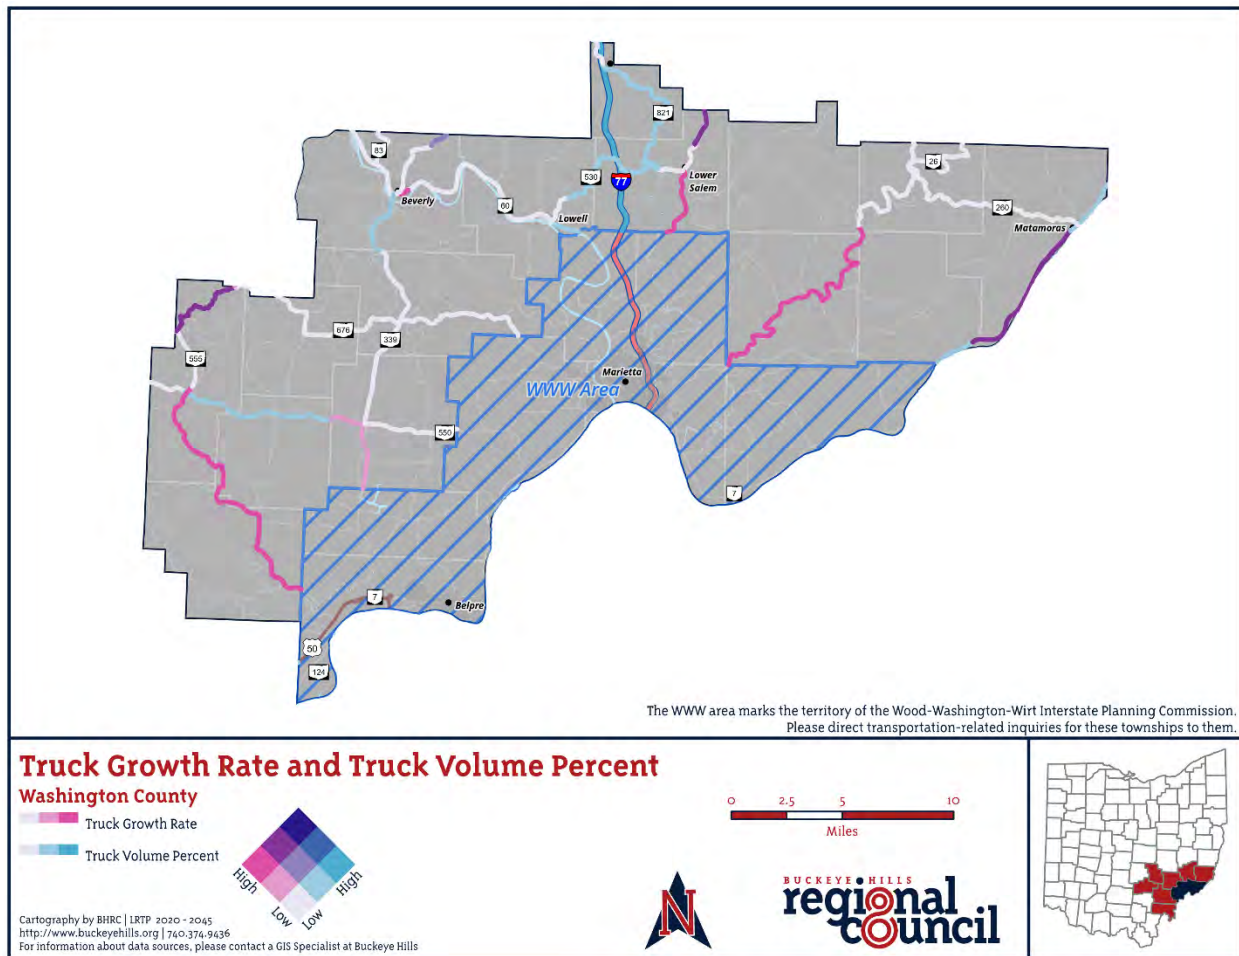 821
83
530
77
Lower
Salem
26
Beverly
60
260
Lowell
Matamoras
676
339
555
Marietta
WWW Area
550
7
7
Belpre
50
124
The WWW area marks the territory of the Wood-Washington-Wirt Interstate Planning Commission.
Please direct transportation-related inquiries for these townships to them.
Truck Growth Rate and Truck Volume Percent
Washington County
Truck Growth Rate
Truck Volume Percent
High
Low
Low
High
0 2.5 5 10
Miles
N
BUCKEYE HILLS
regional
council
Cartography by BHRC | LRTP 2020 - 2045
http://www.buckeyehills.org | 740.374.9436
For information about data sources, please contact a GIS Specialist at Buckeye Hills